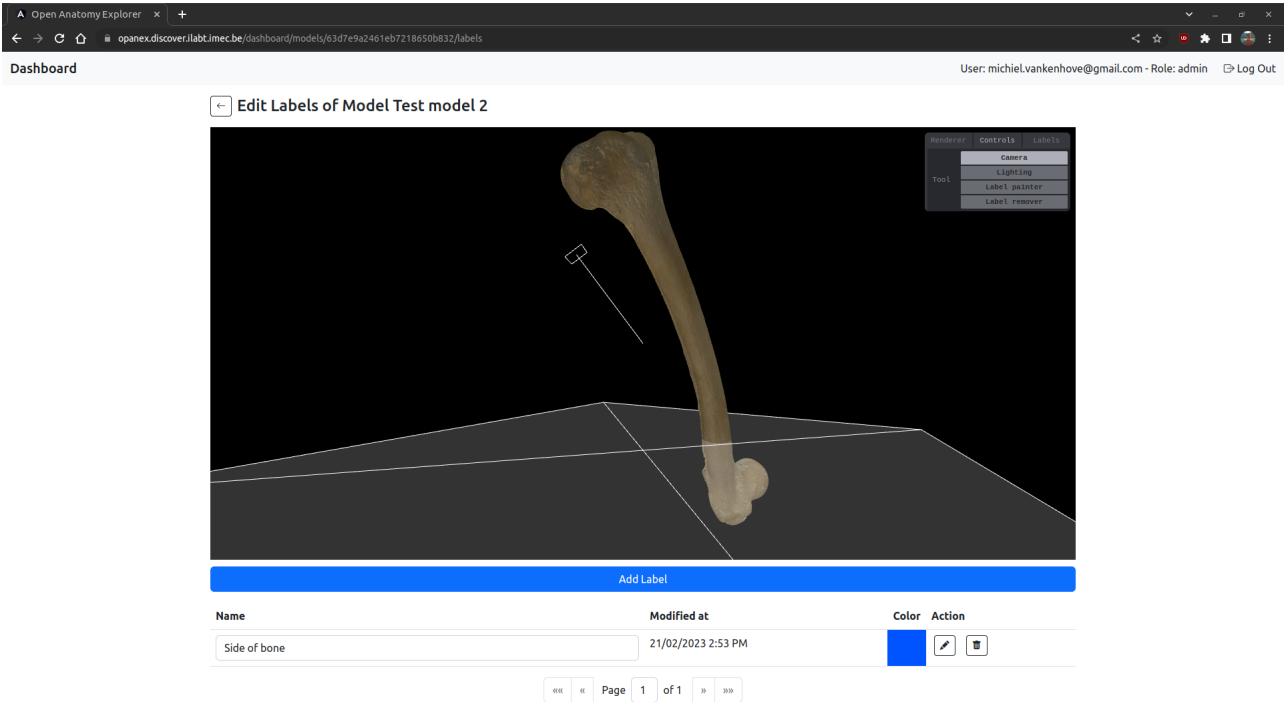 Open Anatomy Explorer
opanex.discover.ilabt.imec.be/dashboard/models/63d7e9a2461eb7218650b832/labels
Dashboard User: michiel.vankenhove@gmail.com - Role: admin Log Out
Edit Labels of Model Test model 2
Renderer Controls Labels
Tool
Camera
Lighting
Label painter
Label remover
Add Label
Name Modified at Color Action
Side of bone 21/02/2023 2:53 PM
«« « Page 1 of 1 » »»